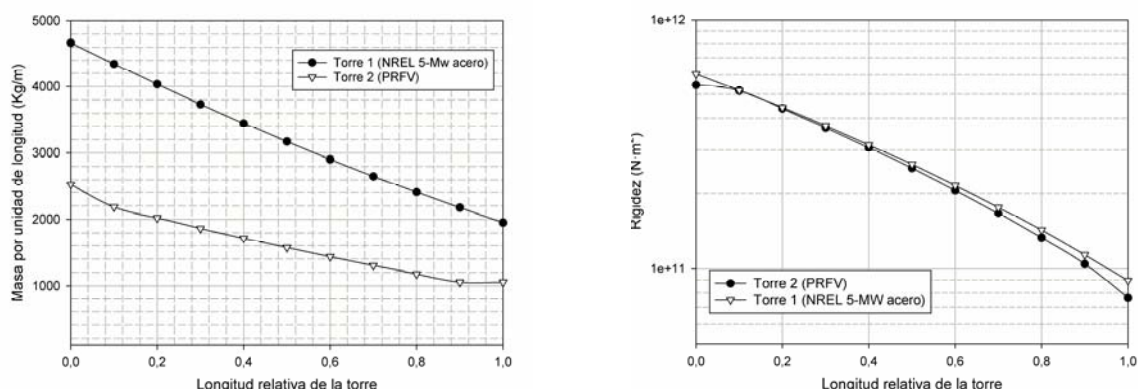 Masa por unidad de longitud (Kg/m)
5000
4000
3000
2000
1000
Torre 1 (NREL 5-Mw acero)
Torre 2 (PRFV)
0,0 0,2 0,4 0,6 0,8 1,0
Longitud relativa de la torre
Rigidez (N·m²)
1e+12
1e+11
Torre 2 (PRFV)
Torre 1 (NREL 5-MW acero)
0,0 0,2 0,4 0,6 0,8 1,0
Longitud relativa de la torre